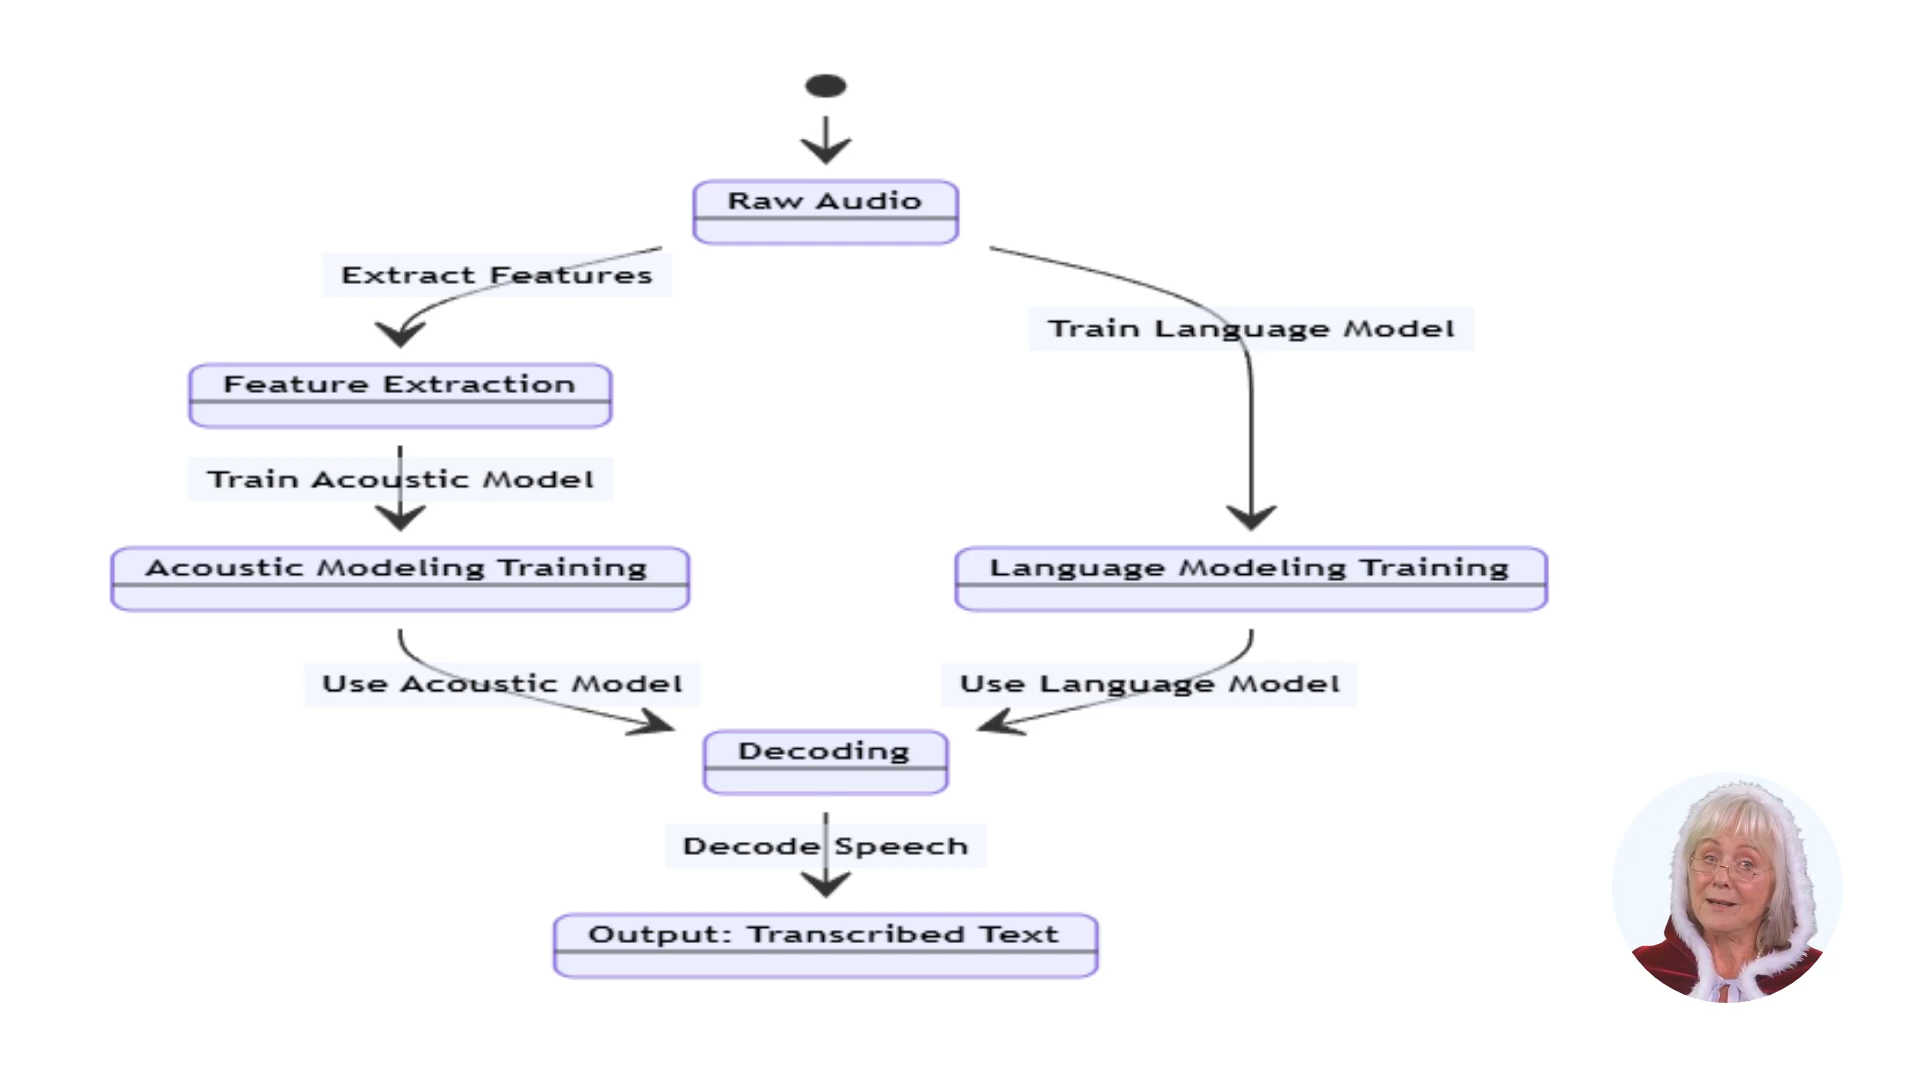 Raw Audio
Extract Features
Train Language Model
Feature Extraction
Train Acoustic Model
Acoustic Modeling Training
Language Modeling Training
Use Acoustic Model
Use Language Model
Decoding
Decode Speech
Output: Transcribed Text